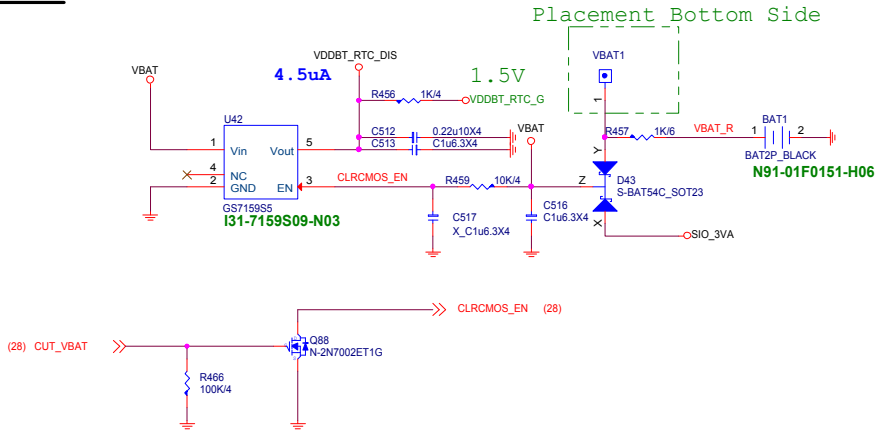 Placement Bottom Side
VDDBT_RTC_DIS
VBAT1
VBAT
4.5uA
1.5V
R456
1K/4
VDDBT_RTC_G
1
U42
C512
0.22u10X4
VBAT
R457
1K/6
VBAT_R
1
BAT1
2
1
Vin
Vout
5
C513
C1u6.3X4
Y
BAT2P_BLACK
4
NC
2
GND
EN
3
CLRCMOS_EN
R459
10K/4
Z
D43
S-BAT54C_SOT23
N91-01F0151-H06
GS7159S5
I31-7159S09-N03
C517
X_C1u6.3X4
C516
C1u6.3X4
X
SIO_3VA
CLRCMOS_EN
(28)
(28)
CUT_VBAT
Q88
N-2N7002ET1G
R466
100K/4